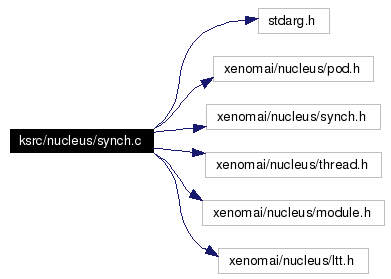 stdarg.h
xenomai/nucleus/pod.h
xenomai/nucleus/synch.h
ksrc/nucleus/synch.c
xenomai/nucleus/thread.h
xenomai/nucleus/module.h
xenomai/nucleus/ltt.h